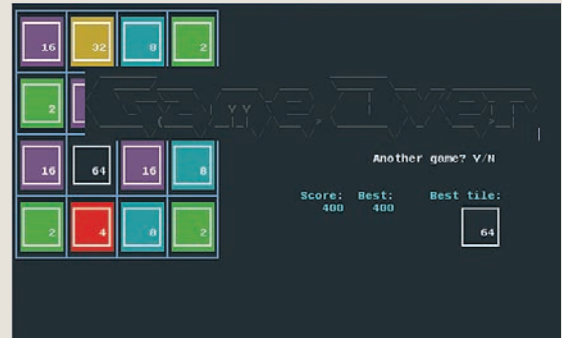 16 32 8 2
Game Over
2
Another game? Y/N
16 64 16 8
Score: Best: Best tile:
400 400
64
2 4 8 2